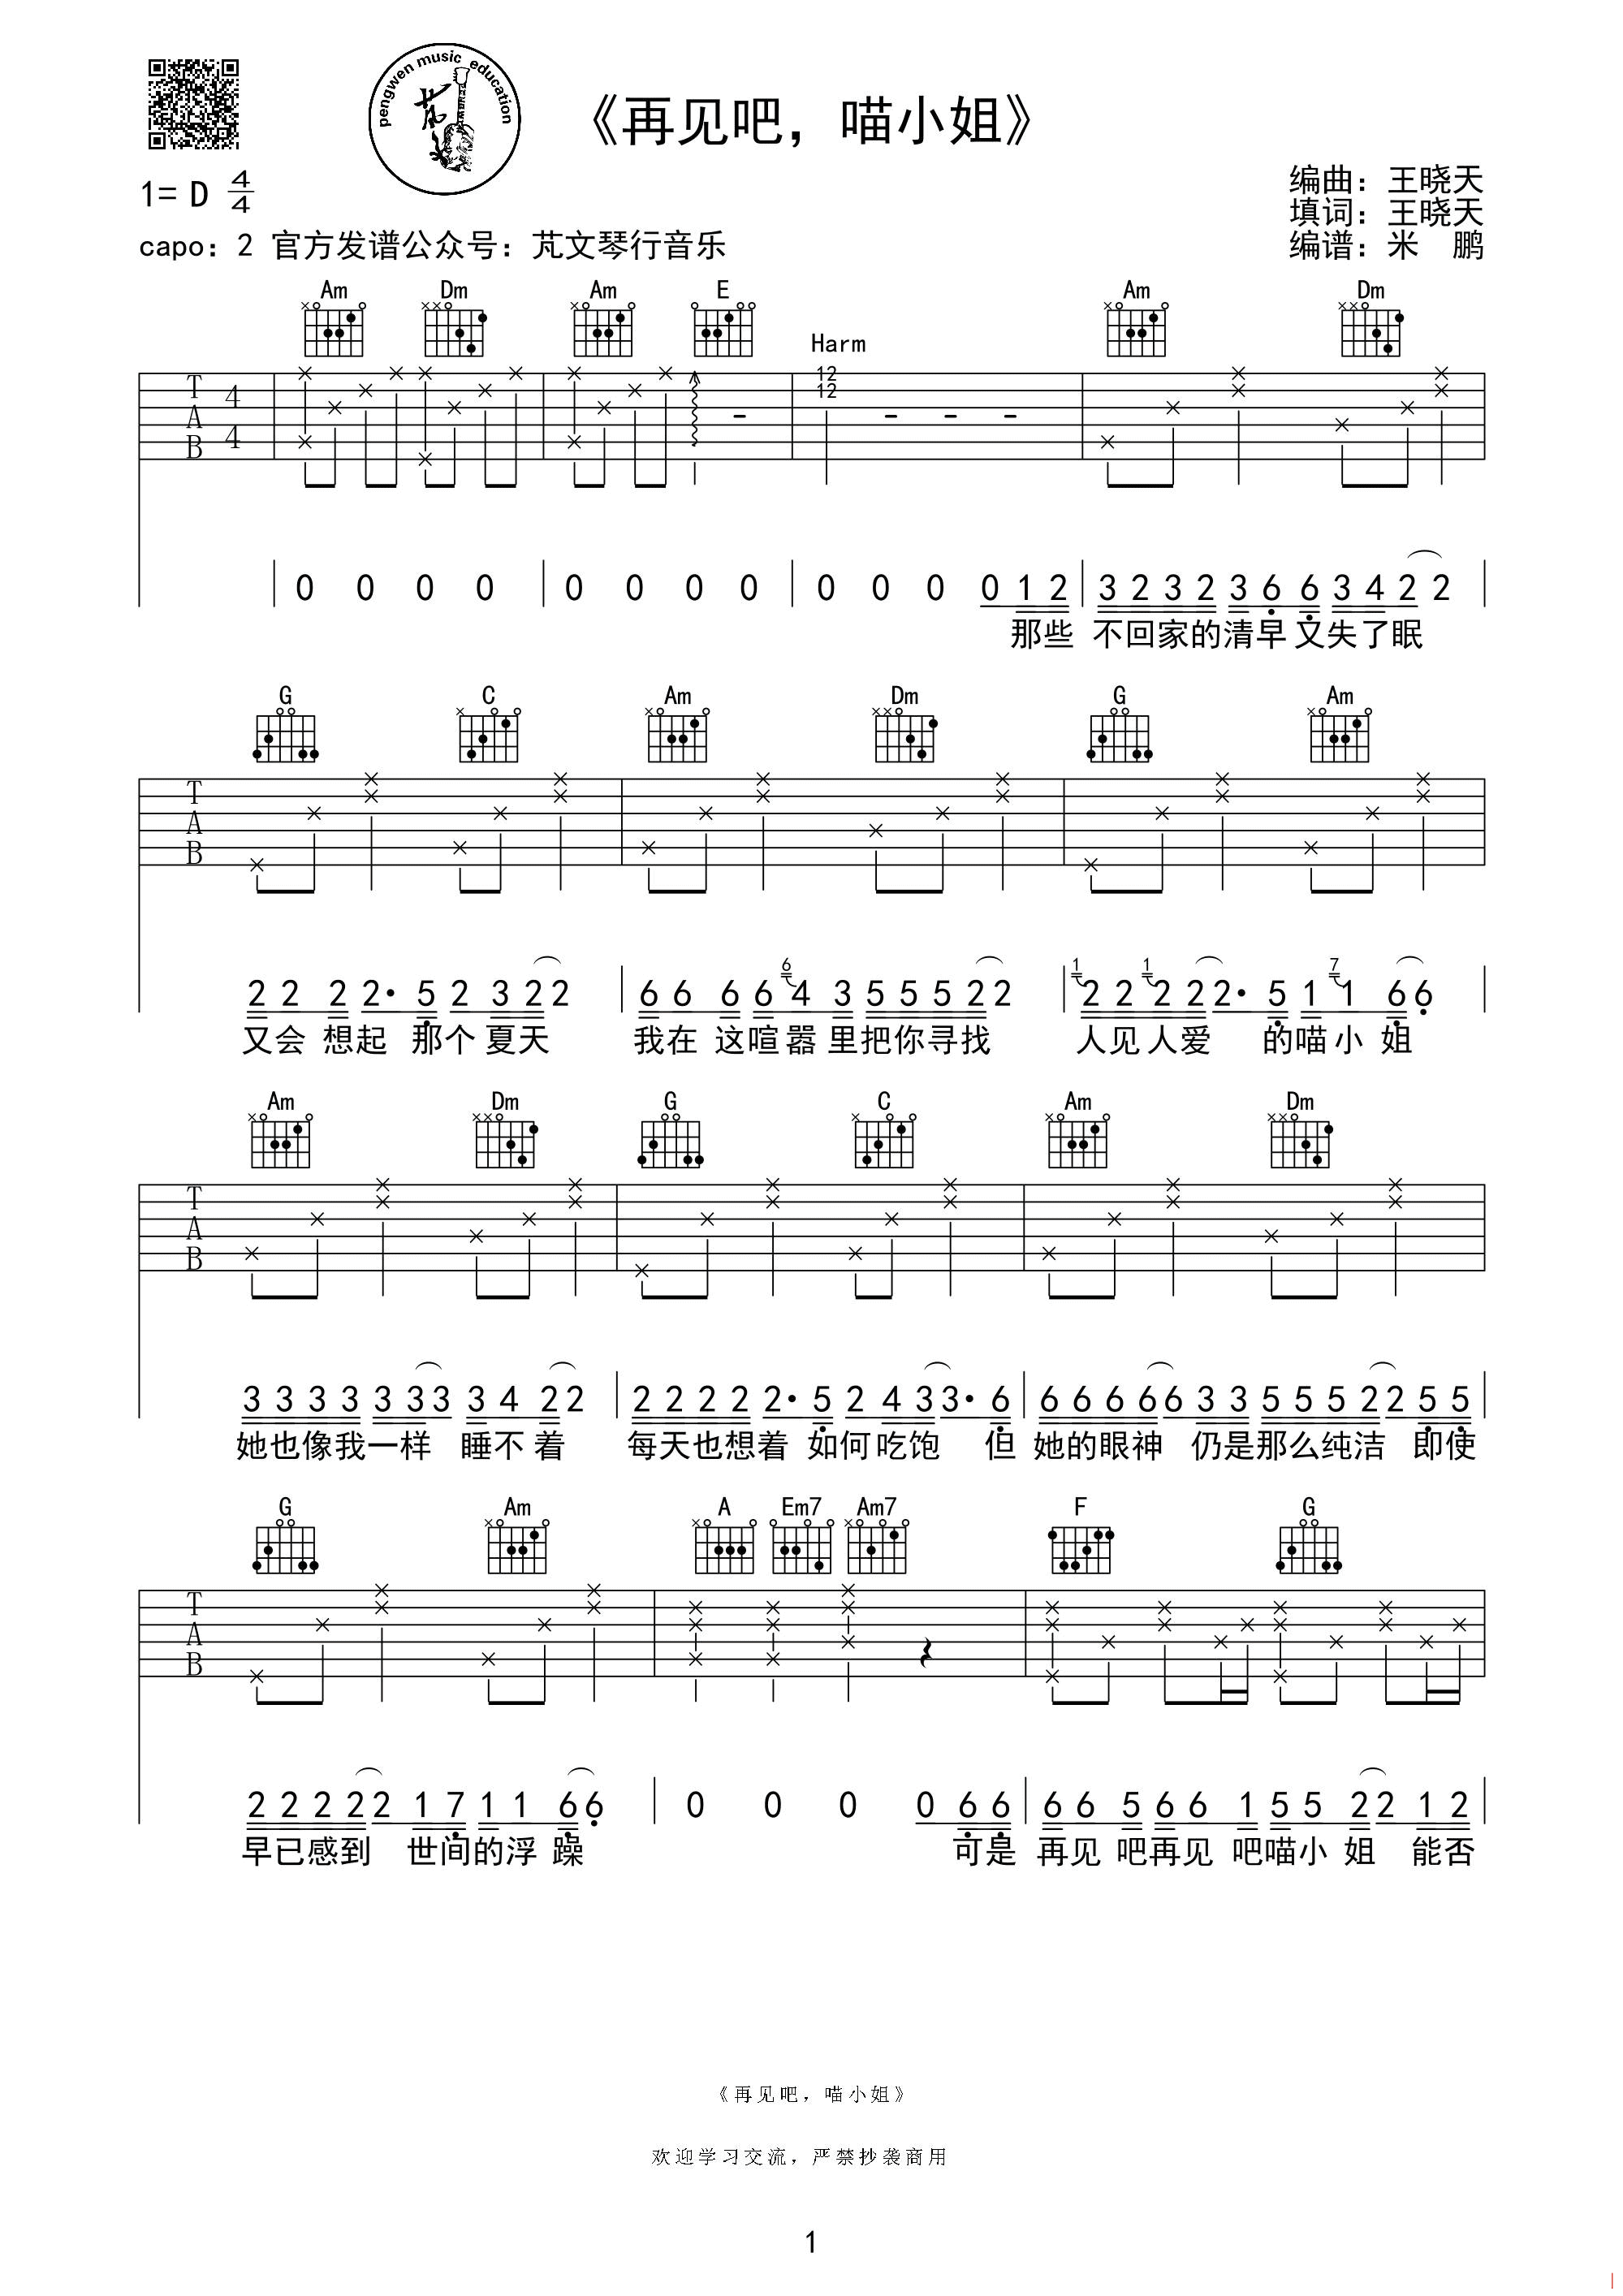 pengwen music education
《再见吧，喵小姐》
1= D 4/4
编曲：王晓天
填词：王晓天
capo：2 官方发谱公众号：芃文琴行音乐
编谱：米 鹏
Am Dm Am E Am Dm
Harm
12
12
T A B 4 4
0 0 0 0 0 0 0 0 0 0 0 0 1 2 3 2 3 2 3 6 6 3 4 2 2
那些 不回家的清早又失了眠
G C Am Dm G Am
T A B
6 1 1 7
2 2 2 2· 5 2 3 2 2 6 6 6 6 4 3 5 5 5 2 2 2 2 2 2 2· 5 1 1 6 6
又会 想起 那个 夏天 我在 这喧嚣 里把你寻找 人见人爱 的喵小 姐
Am Dm G C Am Dm
T A B
3 3 3 3 3 3 3 3 4 2 2 2 2 2 2 2· 5 2 4 3 3· 6 6 6 6 6 6 3 3 5 5 5 2 2 5 5
她也像我一样 睡不 着 每天也想着 如何吃饱 但 她的眼神 仍是那么纯洁 即使
G Am A Em7 Am7 F G
T A B
2 2 2 2 2 1 7 1 1 6 6 0 0 0 0 6 6 6 6 5 6 6 1 5 5 2 2 1 2
早已感到 世间的浮 躁 可是 再见 吧再见 吧喵小 姐 能否
《再见吧，喵小姐》
欢迎学习交流，严禁抄袭商用
1